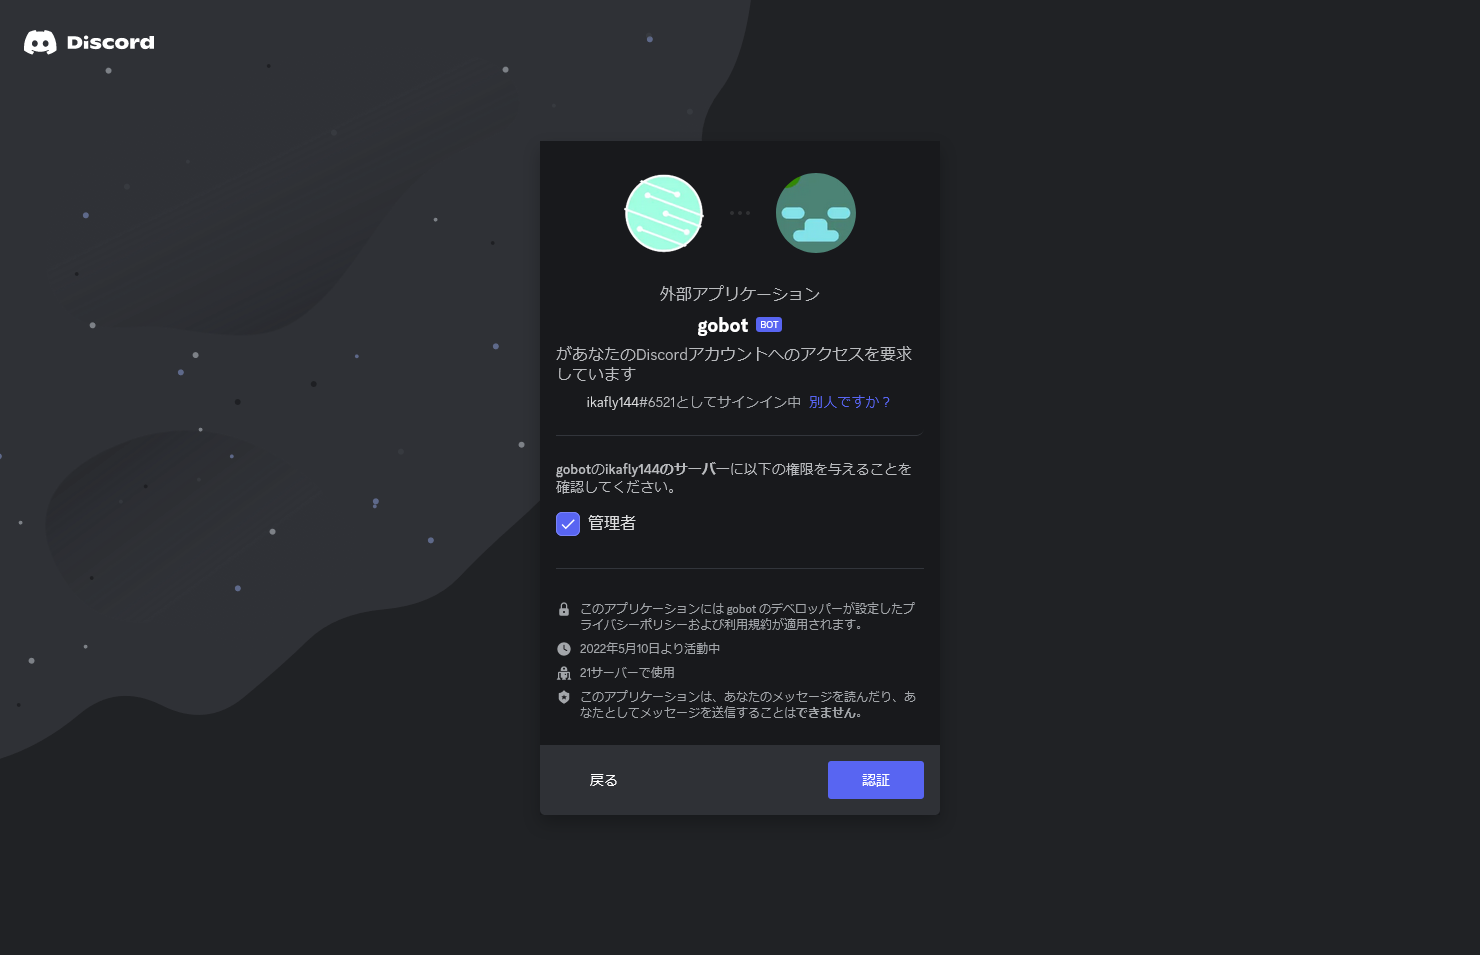 Discord
外部アプリケーション
gobot BOT
があなたのDiscordアカウントへのアクセスを要求
しています
ikafly144#6521としてサインイン中 別人ですか？
gobotのikafly144のサーバーに以下の権限を与えることを
確認してください。
管理者
このアプリケーションには gobot のデベロッパーが設定したプ
ライバシーポリシーおよび利用規約が適用されます。
2022年5月10日より活動中
21サーバーで使用
このアプリケーションは、あなたのメッセージを読んだり、あ
なたとしてメッセージを送信することはできません。
戻る
認証